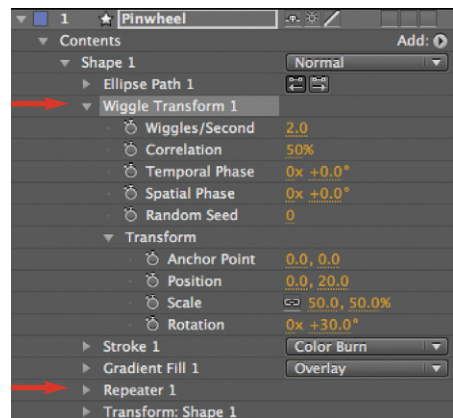 1 Pinwheel
Contents Add:
Shape 1 Normal
Ellipse Path 1
Wiggle Transform 1
Wiggles/Second 2.0
Correlation 50%
Temporal Phase 0x +0.0°
Spatial Phase 0x +0.0°
Random Seed 0
Transform
Anchor Point 0.0, 0.0
Position 0.0, 20.0
Scale 50.0, 50.0%
Rotation 0x +30.0°
Stroke 1 Color Burn
Gradient Fill 1 Overlay
Repeater 1
Transform: Shape 1